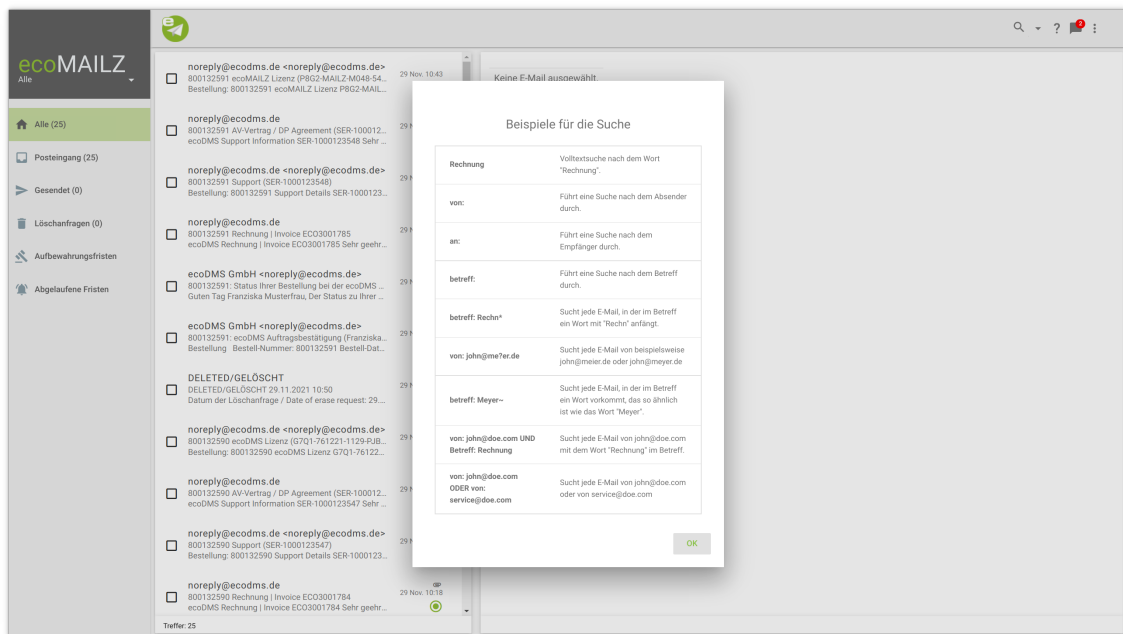 ecoMAILZ
Alle
2
Alle (25)
Posteingang (25)
Gesendet (0)
Löschanfragen (0)
Aufbewahrungsfristen
Abgelaufene Fristen
noreply@ecodms.de <noreply@ecodms.de>
800132591 ecoMAILZ Lizenz (P8G2-MAILZ-M048-54...
29 Nov. 10:43
Bestellung: 800132591 ecoMAILZ Lizenz P8G2-MAIL...
noreply@ecodms.de
800132591 AV-Vertrag / DP Agreement (SER-100012...
29 N
ecoDMS Support Information SER-1000123548 Sehr ...
noreply@ecodms.de <noreply@ecodms.de>
800132591 Support (SER-1000123548)
29 N
Bestellung: 800132591 Support Details SER-1000123...
noreply@ecodms.de
800132591 Rechnung | Invoice ECO3001785
29 N
ecoDMS Rechnung | Invoice ECO3001785 Sehr geehr...
ecoDMS GmbH <noreply@ecodms.de>
800132591: Status Ihrer Bestellung bei der ecoDMS ...
29 N
Guten Tag Franziska Musterfrau, Der Status zu Ihrer ...
ecoDMS GmbH <noreply@ecodms.de>
800132591: ecoDMS Auftragsbestätigung (Franziska...
29 N
Bestellung Bestell-Nummer: 800132591 Bestell-Dat...
DELETED/GELÖSCHT
DELETED/GELÖSCHT 29.11.2021 10:50
29 N
Datum der Löschanfrage / Date of erase request: 29....
noreply@ecodms.de <noreply@ecodms.de>
800132590 ecoDMS Lizenz (G7Q1-761221-1129-PJB...
29 N
Bestellung: 800132590 ecoDMS Lizenz G7Q1-76122...
noreply@ecodms.de
800132590 AV-Vertrag / DP Agreement (SER-100012...
29 N
ecoDMS Support Information SER-1000123547 Sehr ...
noreply@ecodms.de <noreply@ecodms.de>
800132590 Support (SER-1000123547)
29 N
Bestellung: 800132590 Support Details SER-1000123...
noreply@ecodms.de
800132590 Rechnung | Invoice ECO3001784
29 Nov. 10:18
ecoDMS Rechnung | Invoice ECO3001784 Sehr geehr...
Treffer: 25
Keine E-Mail ausgewählt.
Beispiele für die Suche
Rechnung
Volltextsuche nach dem Wort
"Rechnung".
von:
Führt eine Suche nach dem Absender
durch.
an:
Führt eine Suche nach dem
Empfänger durch.
betreff:
Führt eine Suche nach dem Betreff
durch.
betreff: Rechn*
Sucht jede E-Mail, in der im Betreff
ein Wort mit "Rechn" anfängt.
von: john@me?er.de
Sucht jede E-Mail von beispielsweise
john@meier.de oder john@meyer.de
betreff: Meyer~
Sucht jede E-Mail, in der im Betreff
ein Wort vorkommt, das so ähnlich
ist wie das Wort "Meyer".
von: john@doe.com UND
Betreff: Rechnung
Sucht jede E-Mail von john@doe.com
mit dem Wort "Rechnung" im Betreff.
von: john@doe.com
ODER von:
service@doe.com
Sucht jede E-Mail von john@doe.com
oder von service@doe.com
OK